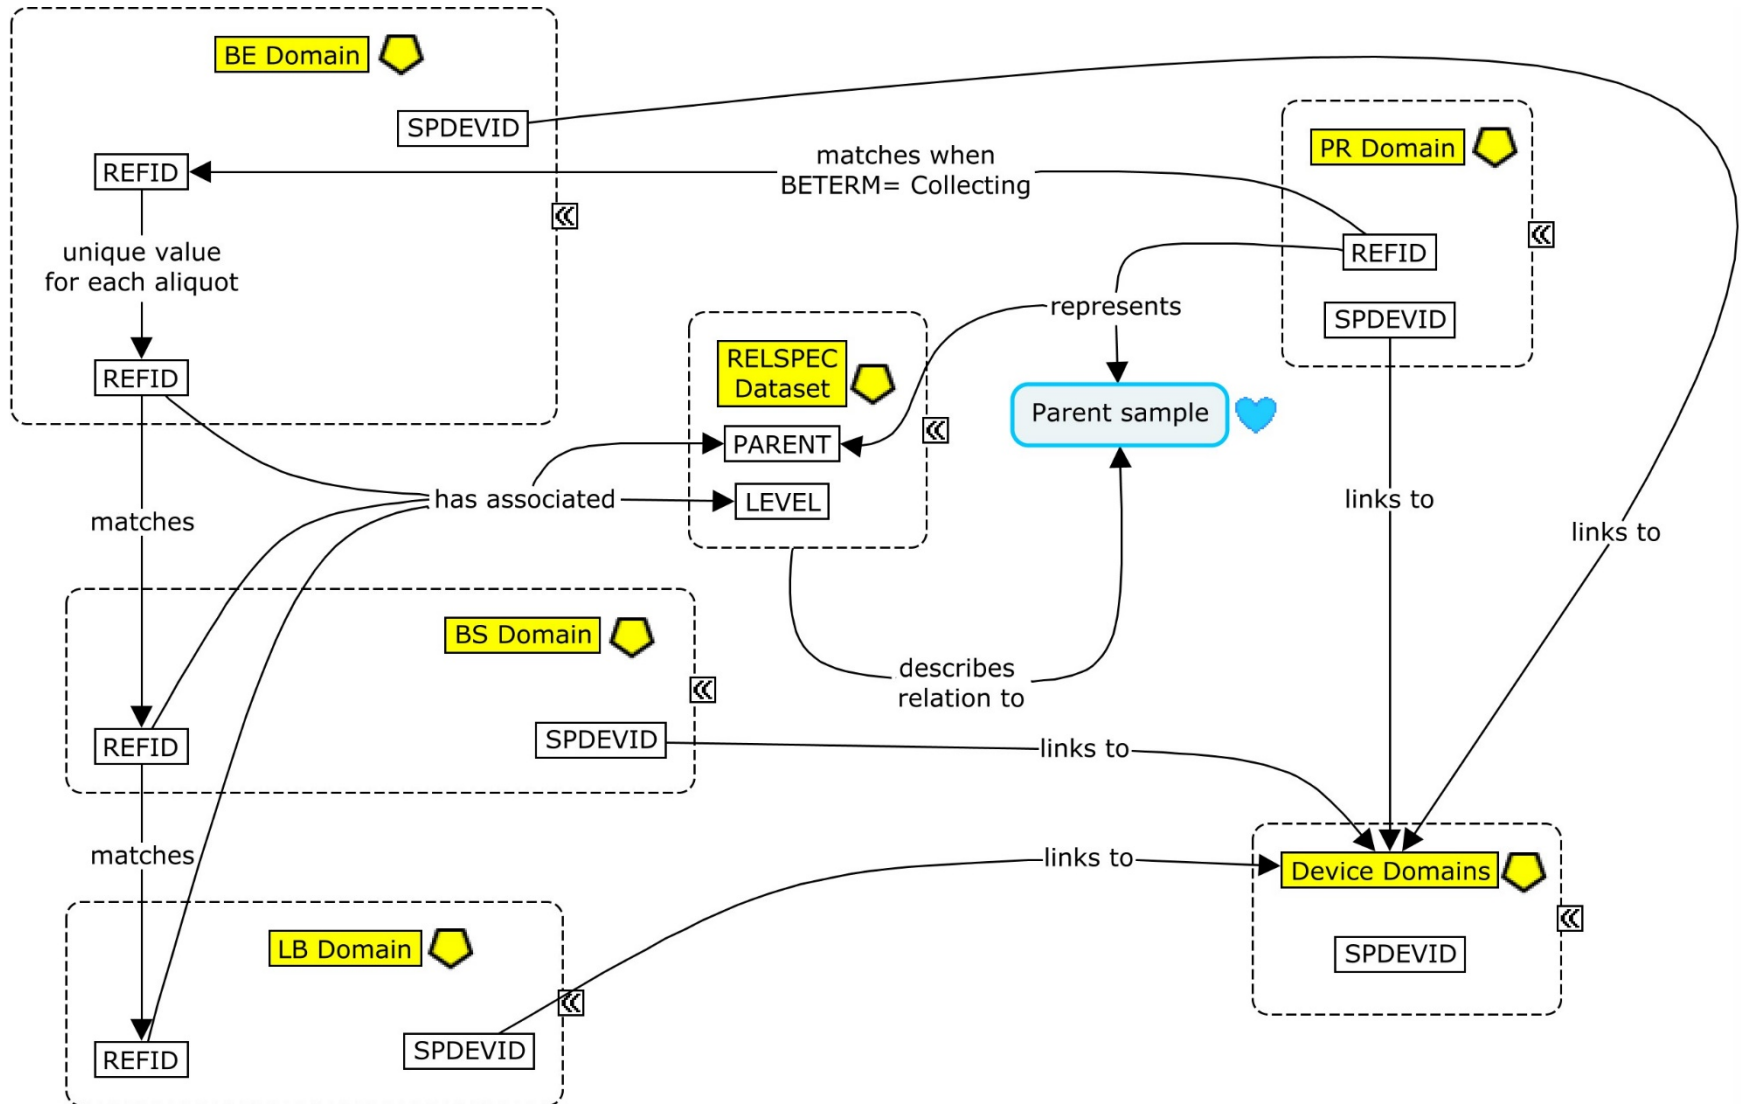 BE Domain
SPDEVID
REFID
unique value
for each aliquot
REFID
matches when
BETERM= Collecting
PR Domain
REFID
SPDEVID
represents
RELSPEC
Dataset
PARENT
LEVEL
Parent sample
has associated
matches
links to
links to
describes
relation to
BS Domain
REFID
SPDEVID
links to
matches
links to
Device Domains
SPDEVID
LB Domain
REFID
SPDEVID